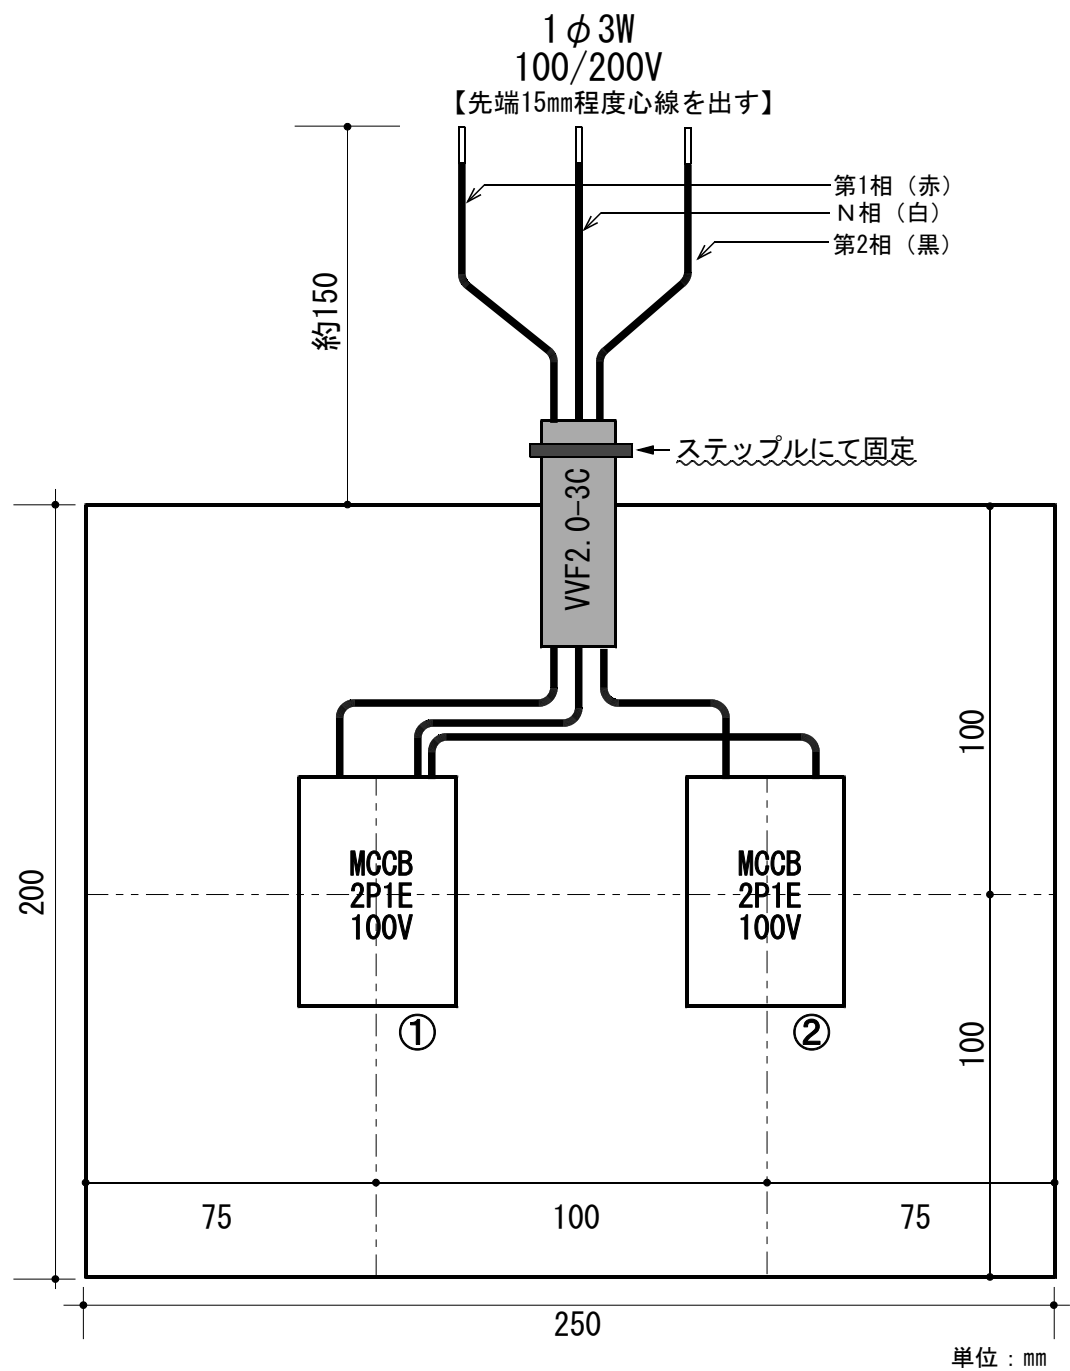 1φ3W
100/200V
【先端15mm程度心線を出す】
第1相（赤）
N相（白）
第2相（黒）
約150
ステップルにて固定
VVF2.0-3C
100
200
MCCB
2P1E
100V
MCCB
2P1E
100V
①
②
100
75
100
75
250
単位：mm